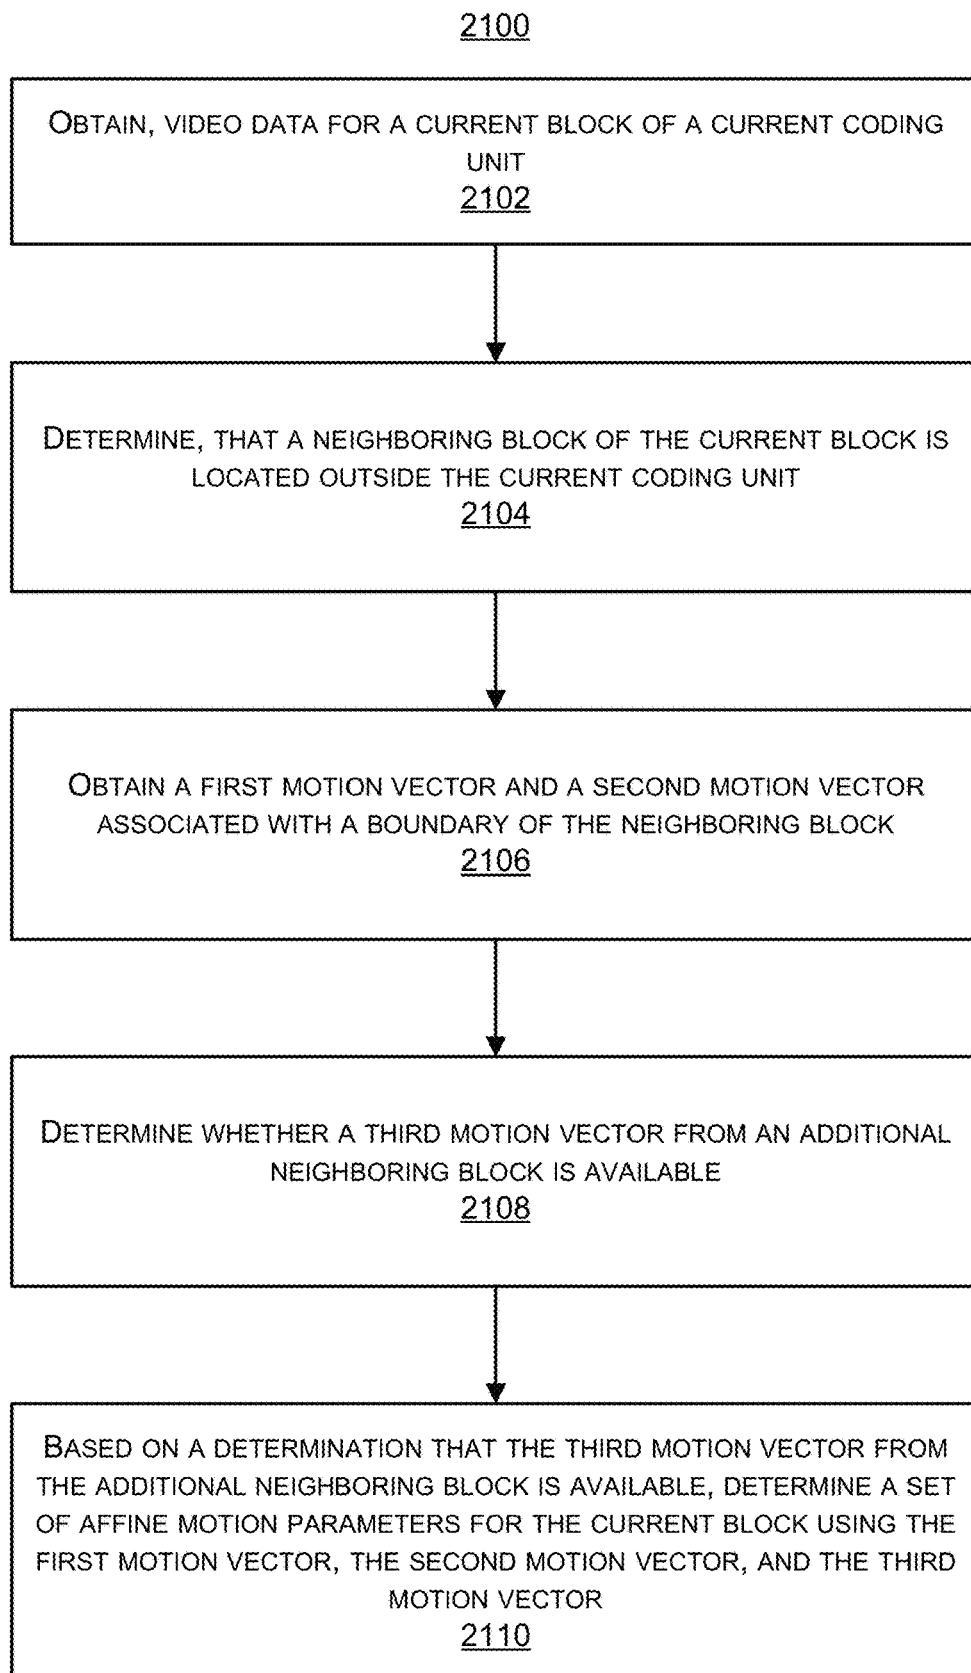 2100
OBTAIN, VIDEO DATA FOR A CURRENT BLOCK OF A CURRENT CODING
UNIT
2102
DETERMINE, THAT A NEIGHBORING BLOCK OF THE CURRENT BLOCK IS
LOCATED OUTSIDE THE CURRENT CODING UNIT
2104
OBTAIN A FIRST MOTION VECTOR AND A SECOND MOTION VECTOR
ASSOCIATED WITH A BOUNDARY OF THE NEIGHBORING BLOCK
2106
DETERMINE WHETHER A THIRD MOTION VECTOR FROM AN ADDITIONAL
NEIGHBORING BLOCK IS AVAILABLE
2108
BASED ON A DETERMINATION THAT THE THIRD MOTION VECTOR FROM
THE ADDITIONAL NEIGHBORING BLOCK IS AVAILABLE, DETERMINE A SET
OF AFFINE MOTION PARAMETERS FOR THE CURRENT BLOCK USING THE
FIRST MOTION VECTOR, THE SECOND MOTION VECTOR, AND THE THIRD
MOTION VECTOR
2110